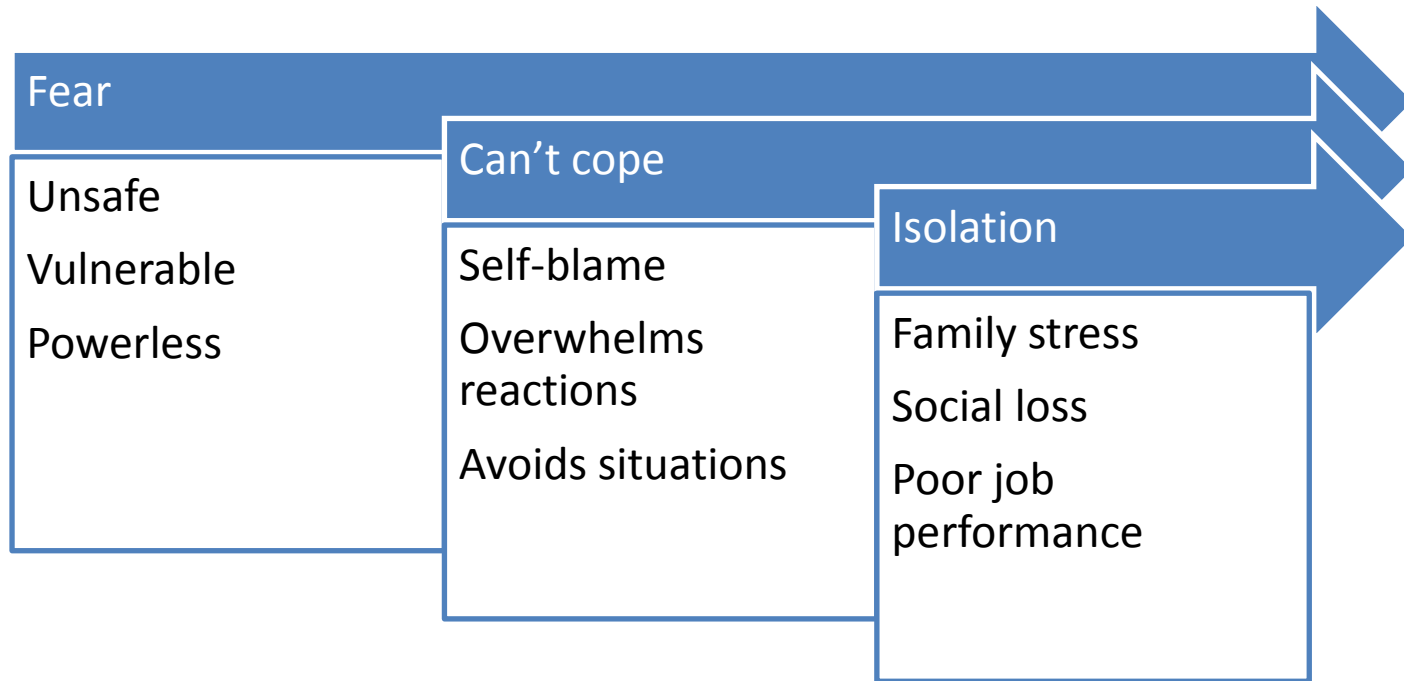 Fear
Unsafe
Vulnerable
Powerless
Can’t cope
Self-blame
Overwhelms
reactions
Avoids situations
Isolation
Family stress
Social loss
Poor job
performance